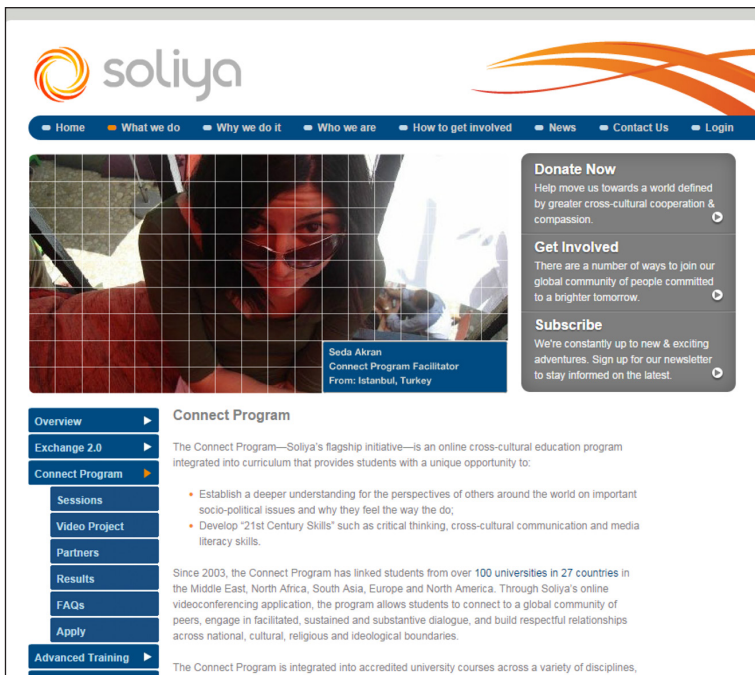 soliya
Home What we do Why we do it Who we are How to get involved News Contact Us Login
Donate Now
Help move us towards a world defined
by greater cross-cultural cooperation &
compassion.
Get Involved
There are a number of ways to join our
global community of people committed
to a brighter tomorrow.
Subscribe
We're constantly up to new & exciting
adventures. Sign up for our newsletter
to stay informed on the latest.
Seda Akran
Connect Program Facilitator
From: Istanbul, Turkey
Overview
Exchange 2.0
Connect Program
Sessions
Video Project
Partners
Results
FAQs
Apply
Advanced Training
Connect Program
The Connect Program—Soliya's flagship initiative—is an online cross-cultural education program
integrated into curriculum that provides students with a unique opportunity to:
• Establish a deeper understanding for the perspectives of others around the world on important
socio-political issues and why they feel the way the do;
• Develop "21st Century Skills" such as critical thinking, cross-cultural communication and media
literacy skills.
Since 2003, the Connect Program has linked students from over 100 universities in 27 countries in
the Middle East, North Africa, South Asia, Europe and North America. Through Soliya's online
videoconferencing application, the program allows students to connect to a global community of
peers, engage in facilitated, sustained and substantive dialogue, and build respectful relationships
across national, cultural, religious and ideological boundaries.
The Connect Program is integrated into accredited university courses across a variety of disciplines,